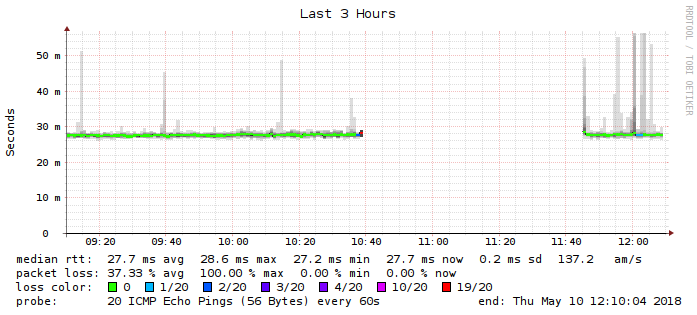 Last 3 Hours
RRDTOOL / TOBI OETIKER
Seconds
50 m
40 m
30 m
20 m
10 m
0
09:20 09:40 10:00 10:20 10:40 11:00 11:20 11:40 12:00
median rtt: 27.7 ms avg 28.6 ms max 27.2 ms min 27.7 ms now 0.2 ms sd 137.2 am/s
packet loss: 37.33 % avg 100.00 % max 0.00 % min 0.00 % now
loss color: 0 1/20 2/20 3/20 4/20 10/20 19/20
probe: 20 ICMP Echo Pings (56 Bytes) every 60s end: Thu May 10 12:10:04 2018